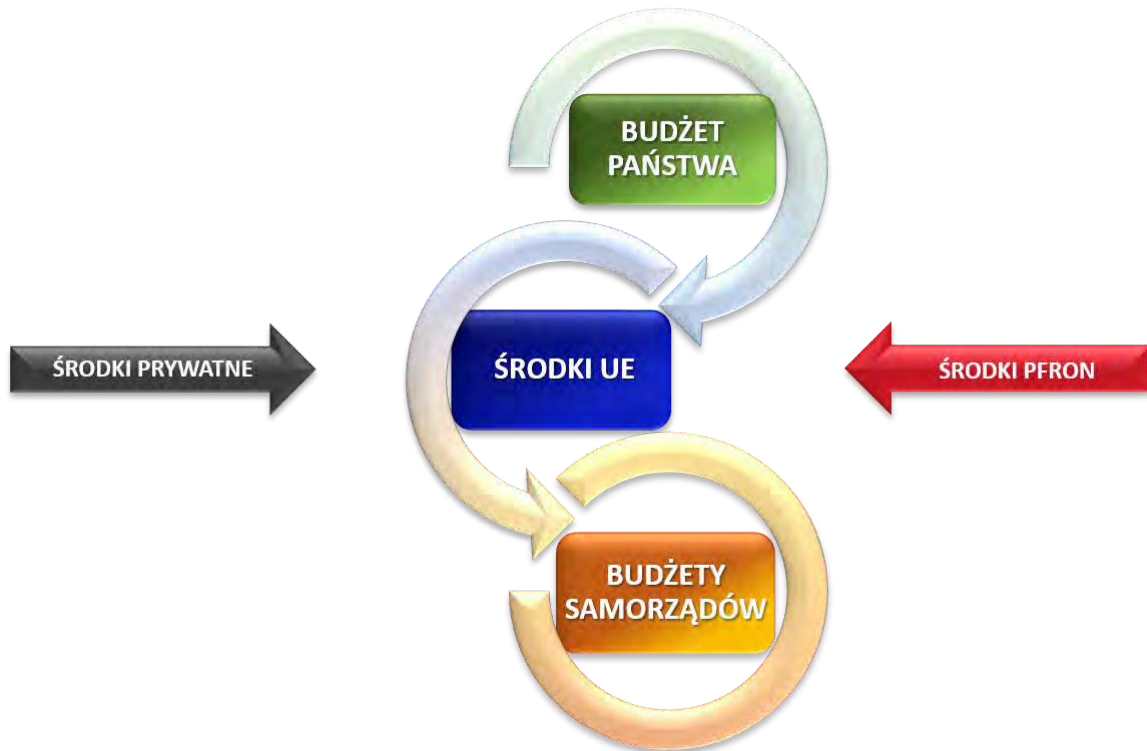 BUDŻET
PAŃSTWA
ŚRODKI PRYWATNE
ŚRODKI UE
ŚRODKI PFRON
BUDŻETY
SAMORZĄDÓW